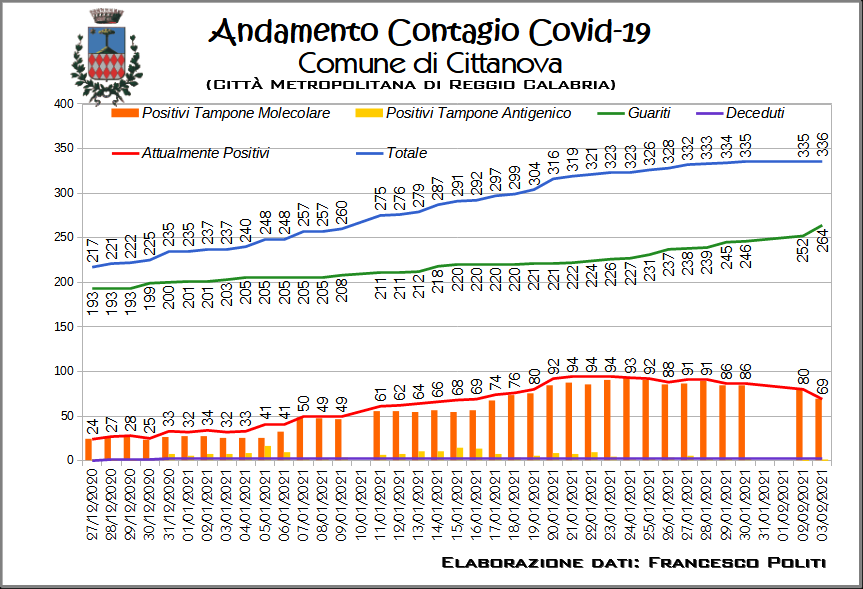 Andamento Contagio Covid-19
Comune di Cittanova
(Città Metropolitana di Reggio Calabria)
Positivi Tampone Molecolare Positivi Tampone Antigenico Guariti Deceduti
Attualmente Positivi Totale
400
350
300
250
200
150
100
50
0
217 221 222 225 235 235 237 237 240 248 248 257 257 260 275 276 279 287 291 292 297 299 304 316 319 321 323 323 326 328 332 333 334 335 335 336
193 193 193 199 200 201 201 203 205 205 205 205 205 208 211 211 212 218 220 220 220 220 221 221 222 224 226 227 231 237 238 239 245 246 252 264
24 27 28 25 33 32 34 32 33 41 41 50 49 49 61 62 64 66 68 69 74 76 80 92 94 94 94 93 92 88 91 91 86 86 80 69
27/12/2020 28/12/2020 29/12/2020 30/12/2020 31/12/2020 01/01/2021 02/01/2021 03/01/2021 04/01/2021 05/01/2021 06/01/2021 07/01/2021 08/01/2021 09/01/2021 10/01/2021 11/01/2021 12/01/2021 13/01/2021 14/01/2021 15/01/2021 16/01/2021 17/01/2021 18/01/2021 19/01/2021 20/01/2021 21/01/2021 22/01/2021 23/01/2021 24/01/2021 25/01/2021 26/01/2021 27/01/2021 28/01/2021 29/01/2021 30/01/2021 31/01/2021 01/02/2021 02/02/2021 03/02/2021
Elaborazione dati: Francesco Politi